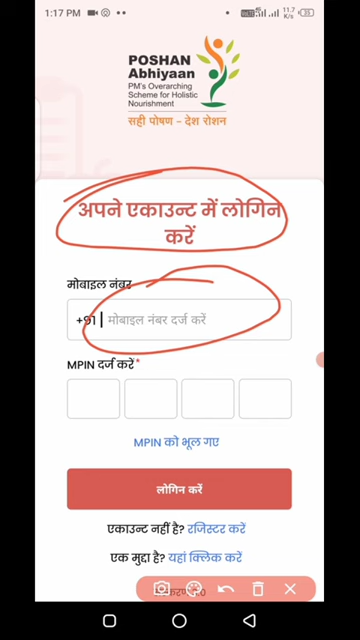 1:17 PM
11.7
K/s
POSHAN
Abhiyaan
PM's Overarching
Scheme for Holistic
Nourishment
सही पोषण - देश रोशन
अपने एकाउन्ट में लोगिन
करें
मोबाइल नंबर
+91 मोबाइल नंबर दर्ज करें
MPIN दर्ज करें*
MPIN को भूल गए
लोगिन करें
एकाउन्ट नहीं है? रजिस्टर करें
एक मुद्दा है? यहां क्लिक करें